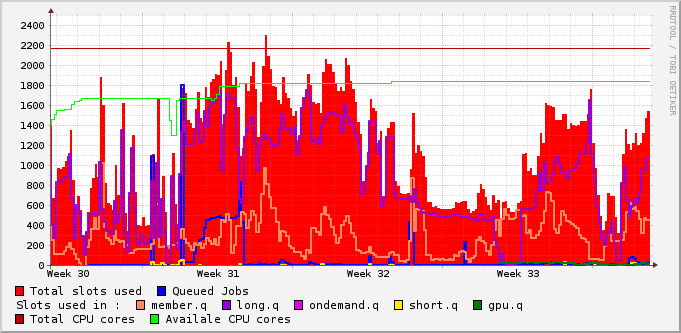 2400
2200
2000
1800
1600
1400
1200
1000
800
600
400
200
0
Week 30 Week 31 Week 32 Week 33
RRDTOOL / TOBI OETIKER
Total slots used Queued Jobs
Slots used in : member.q long.q ondemand.q short.q gpu.q
Total CPU cores Availale CPU cores